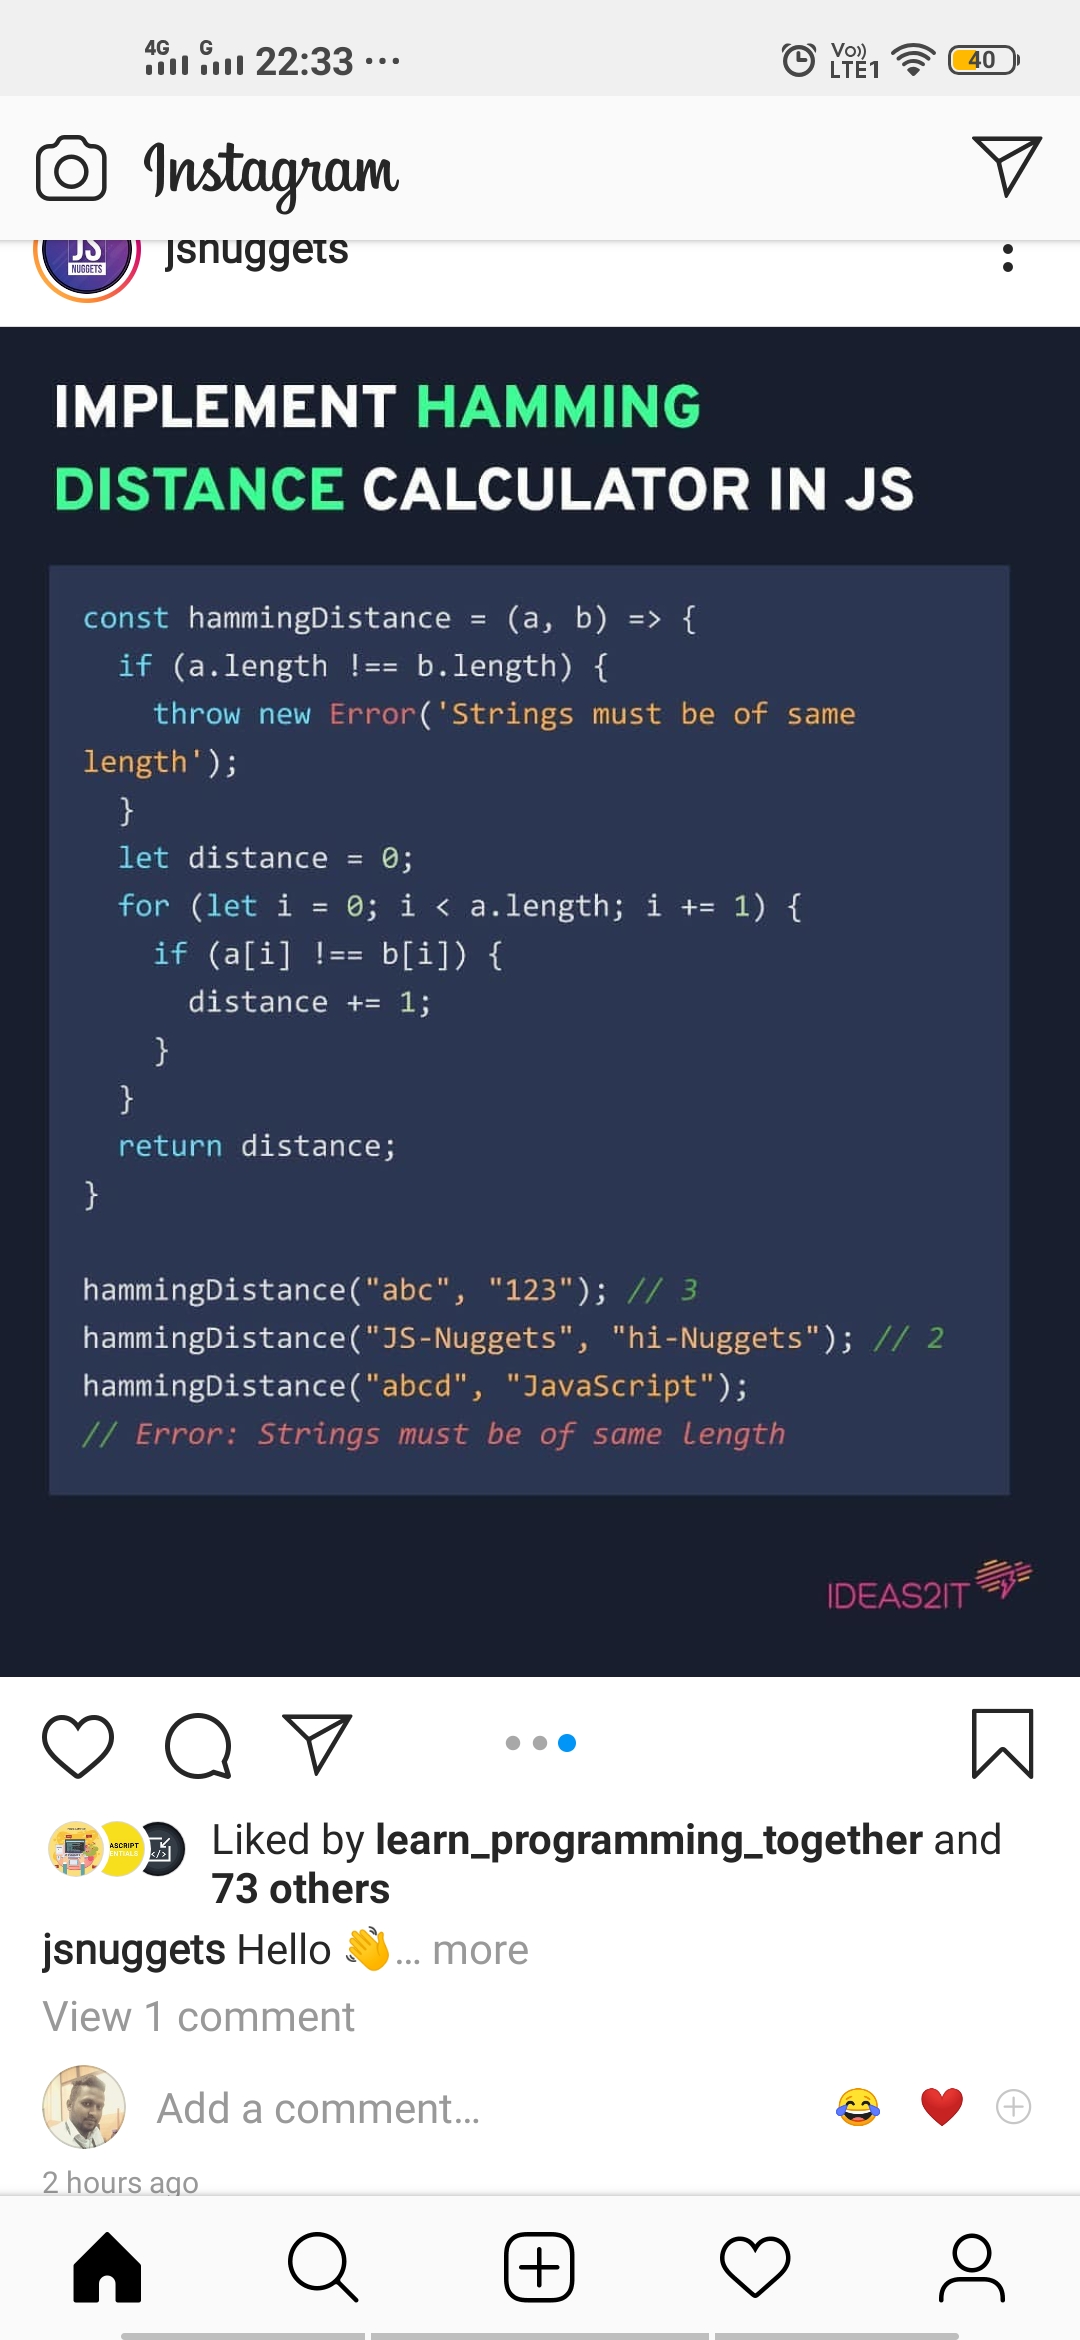 4G G 22:33 ...
Vo)) LTE1 40
Instagram
JS
NUGGETS
jsnuggets
IMPLEMENT HAMMING
DISTANCE CALCULATOR IN JS
const hammingDistance = (a, b) => {
if (a.length !== b.length) {
throw new Error('Strings must be of same
length');
}
let distance = 0;
for (let i = 0; i < a.length; i += 1) {
if (a[i] !== b[i]) {
distance += 1;
}
}
return distance;
}
hammingDistance("abc", "123"); // 3
hammingDistance("JS-Nuggets", "hi-Nuggets"); // 2
hammingDistance("abcd", "JavaScript");
// Error: Strings must be of same length
IDEAS2IT
ASCRIPT
ENTIALS
</>
Liked by learn_programming_together and
73 others
jsnuggets Hello 👋... more
View 1 comment
Add a comment...
2 hours ago